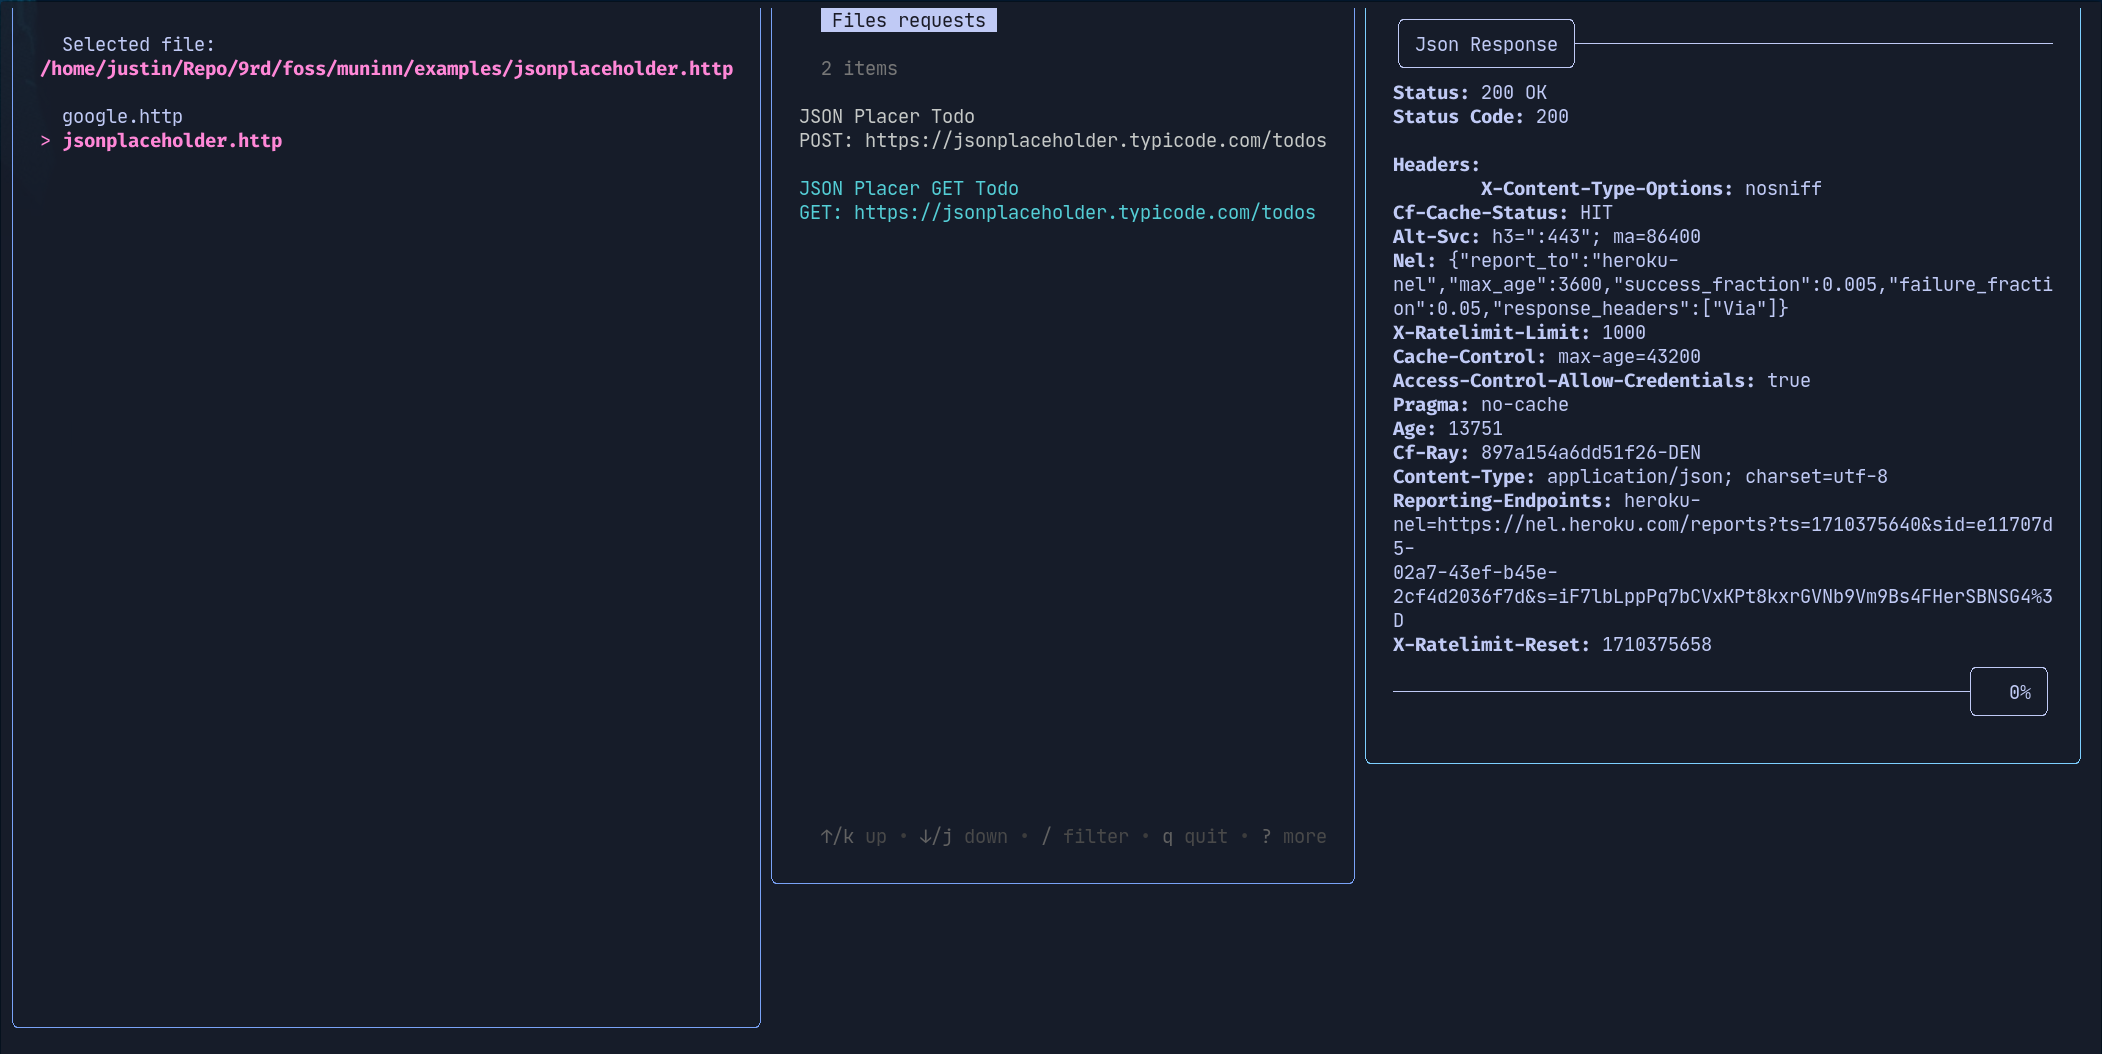 Selected file:
/home/justin/Repo/9rd/foss/muninn/examples/jsonplaceholder.http
google.http
> jsonplaceholder.http
Files requests
2 items
JSON Placer Todo
POST: https://jsonplaceholder.typicode.com/todos
JSON Placer GET Todo
GET: https://jsonplaceholder.typicode.com/todos
↑/k up • ↓/j down • / filter • q quit • ? more
Json Response
Status: 200 OK
Status Code: 200
Headers:
X-Content-Type-Options: nosniff
Cf-Cache-Status: HIT
Alt-Svc: h3=":443"; ma=86400
Nel: {"report_to":"heroku-
nel","max_age":3600,"success_fraction":0.005,"failure_fracti
on":0.05,"response_headers":["Via"]}
X-Ratelimit-Limit: 1000
Cache-Control: max-age=43200
Access-Control-Allow-Credentials: true
Pragma: no-cache
Age: 13751
Cf-Ray: 897a154a6dd51f26-DEN
Content-Type: application/json; charset=utf-8
Reporting-Endpoints: heroku-
nel=https://nel.heroku.com/reports?ts=1710375640&sid=e11707d
5-
02a7-43ef-b45e-
2cf4d2036f7d&s=iF7lbLppPq7bCVxKPt8kxrGVNb9Vm9Bs4FHerSBNSG4%3
D
X-Ratelimit-Reset: 1710375658
0%